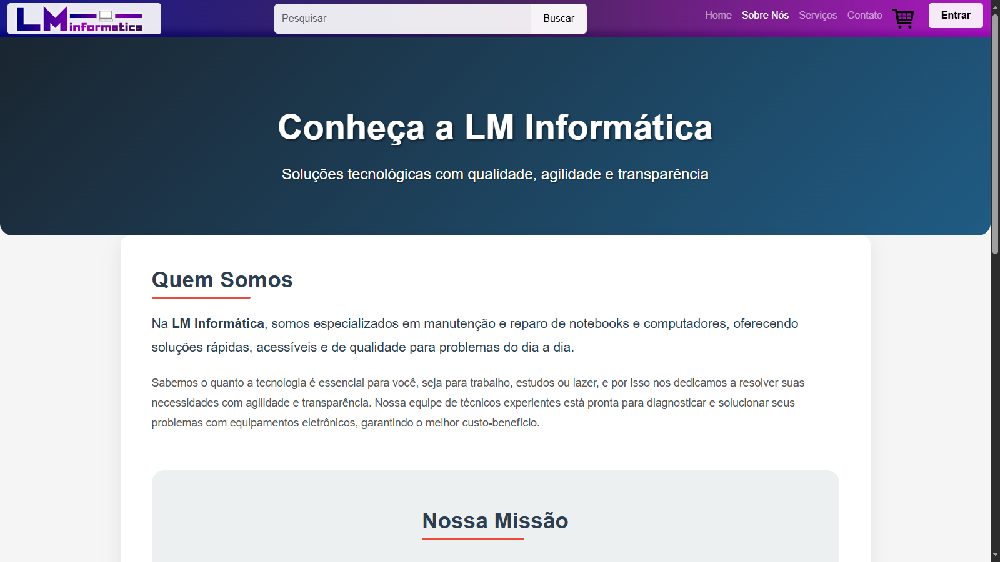 LM informatica
Pesquisar
Buscar
Home
Sobre Nós
Serviços
Contato
Entrar
Conheça a LM Informática
Soluções tecnológicas com qualidade, agilidade e transparência
Quem Somos
Na LM Informática, somos especializados em manutenção e reparo de notebooks e computadores, oferecendo
soluções rápidas, acessíveis e de qualidade para problemas do dia a dia.
Sabemos o quanto a tecnologia é essencial para você, seja para trabalho, estudos ou lazer, e por isso nos dedicamos a resolver suas
necessidades com agilidade e transparência. Nossa equipe de técnicos experientes está pronta para diagnosticar e solucionar seus
problemas com equipamentos eletrônicos, garantindo o melhor custo-benefício.
Nossa Missão